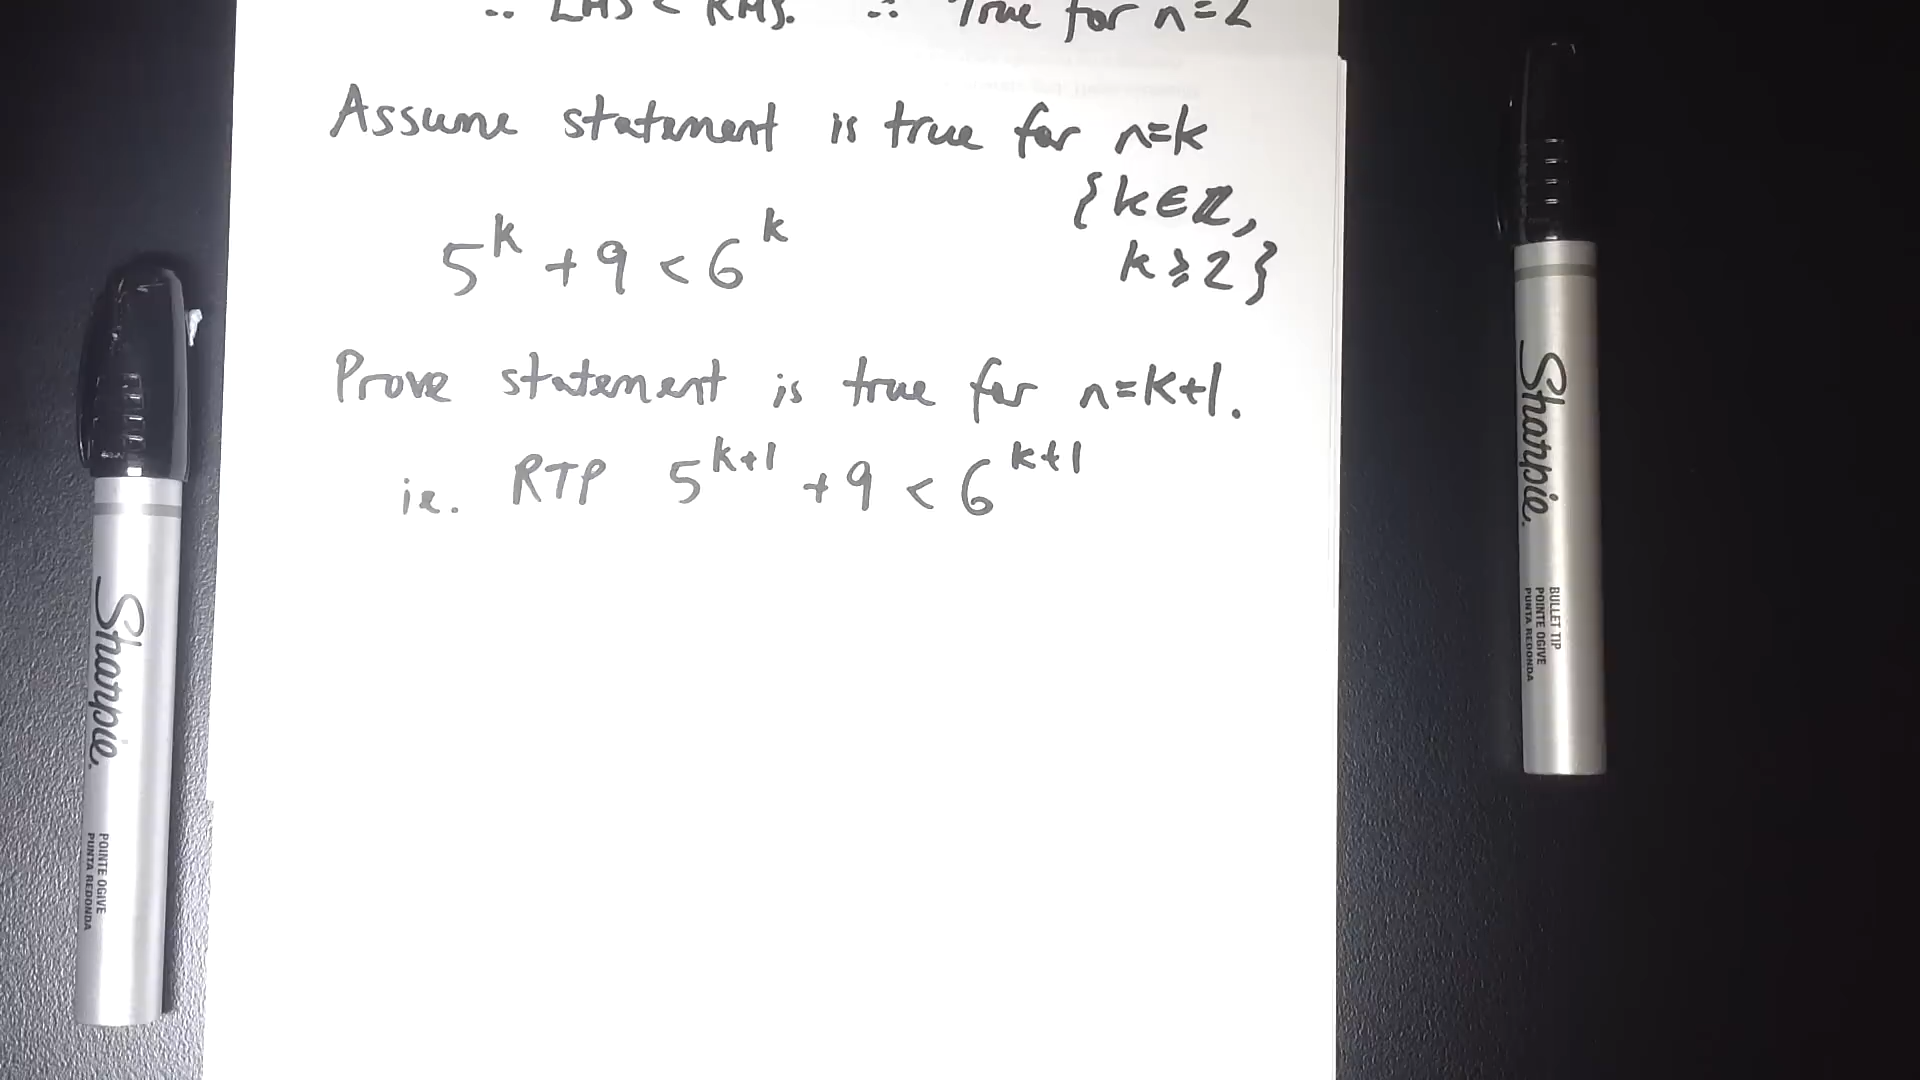 ∴ LHS < RHS. ∴ True for n=2
Assume statement is true for n=k
{k∈ℤ,
k≥2}
5^k + 9 < 6^k
Prove statement is true for n=k+1.
ie. RTP 5^(k+1) + 9 < 6^(k+1)
Sharpie.
POINTE OGIVE
PUNTA REDONDA
Sharpie.
BULLET TIP
POINTE OGIVE
PUNTA REDONDA